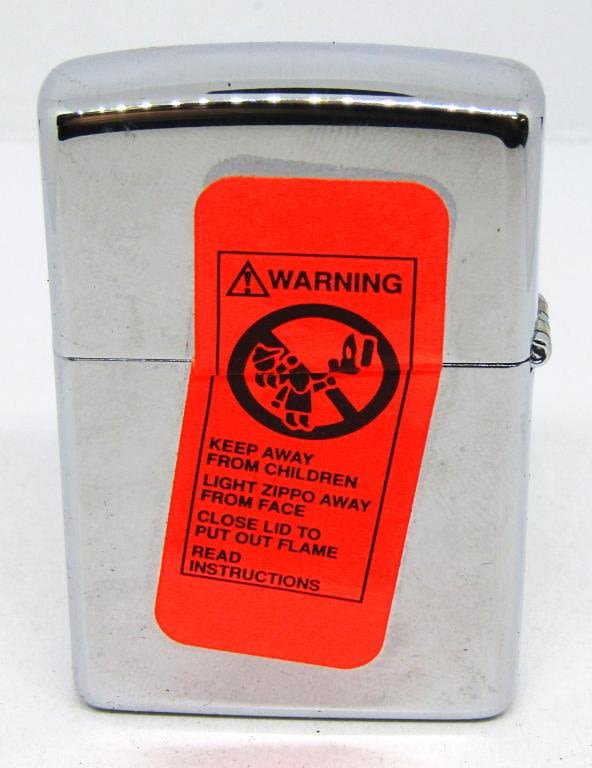 WARNING
KEEP AWAY
FROM CHILDREN
LIGHT ZIPPO AWAY
FROM FACE
CLOSE LID TO
PUT OUT FLAME
READ
INSTRUCTIONS